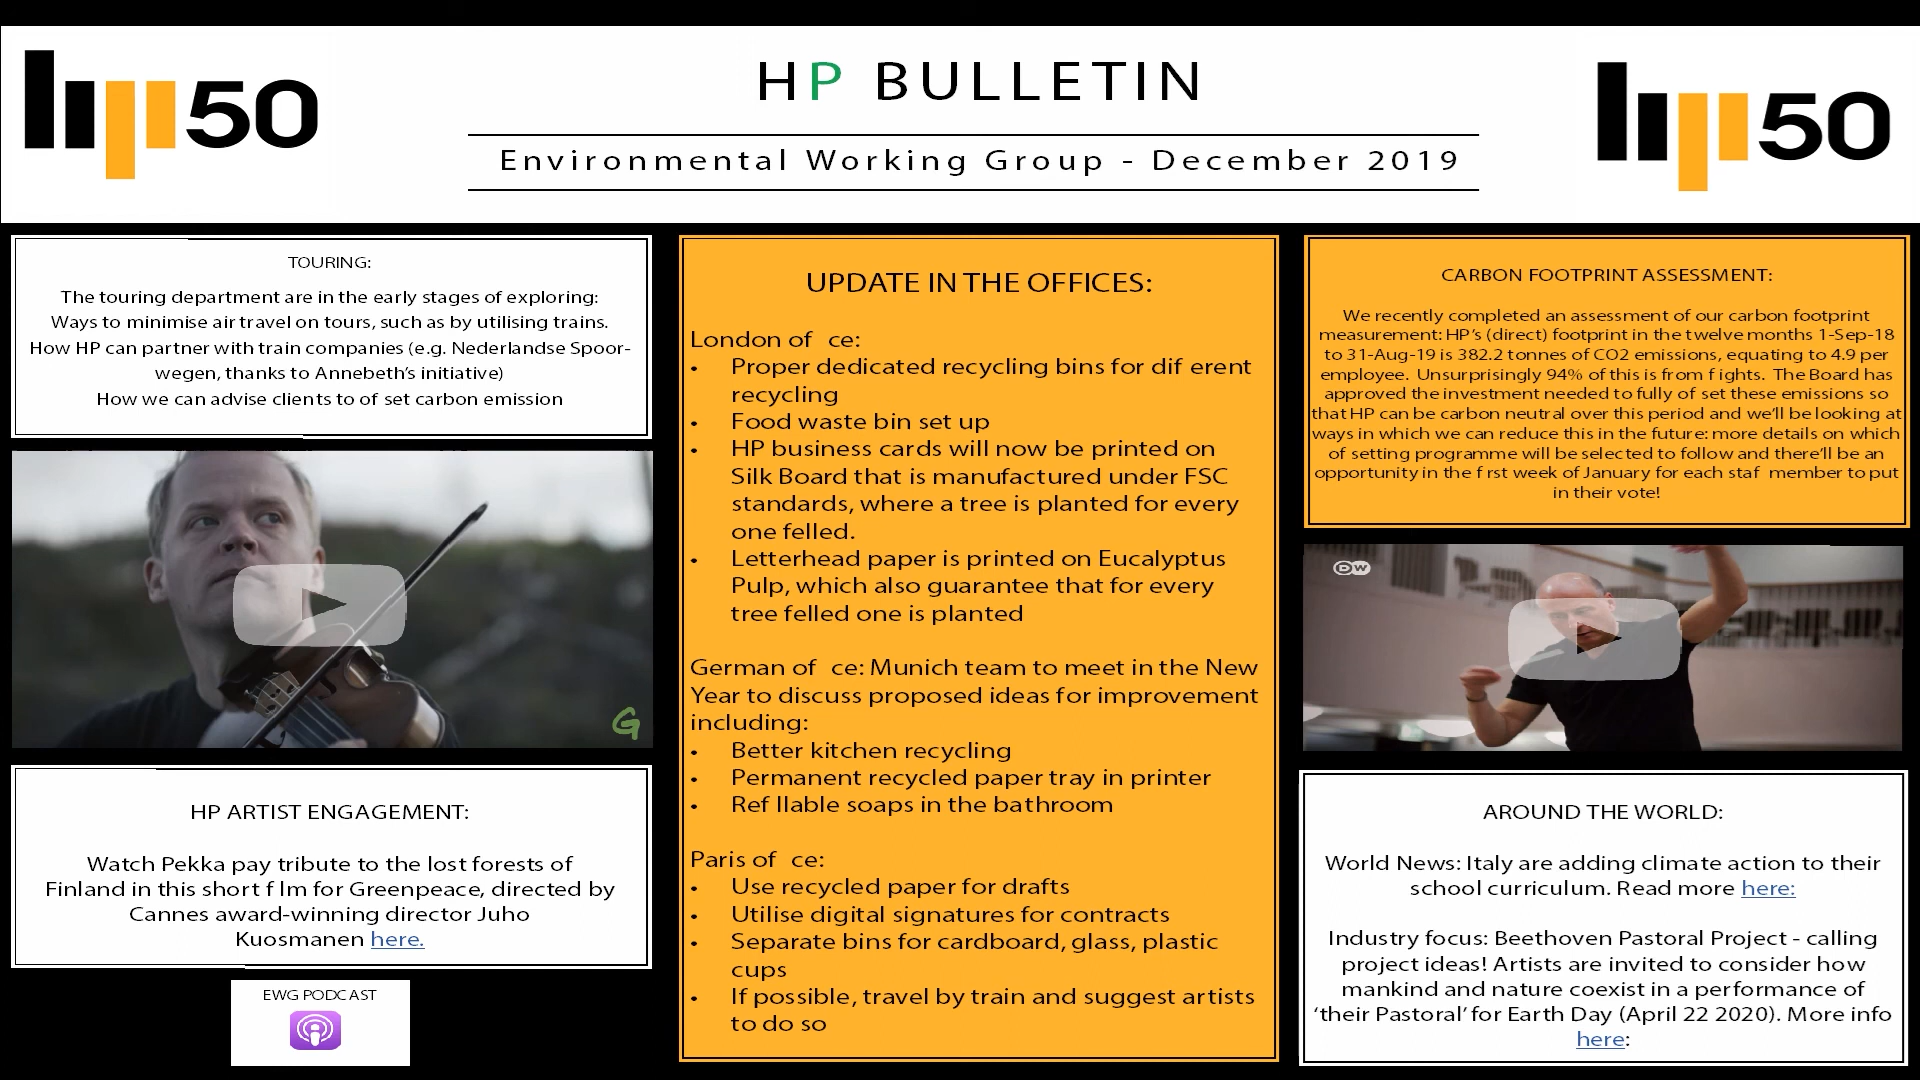 50
HP BULLETIN
Environmental Working Group - December 2019
50
TOURING:
The touring department are in the early stages of exploring:
Ways to minimise air travel on tours, such as by utilising trains.
How HP can partner with train companies (e.g. Nederlandse Spoor-
wegen, thanks to Annebeth's initiative)
How we can advise clients to of set carbon emission
G
HP ARTIST ENGAGEMENT:
Watch Pekka pay tribute to the lost forests of
Finland in this short f lm for Greenpeace, directed by
Cannes award-winning director Juho
Kuosmanen here.
EWG PODCAST
UPDATE IN THE OFFICES:
London of ce:
• Proper dedicated recycling bins for dif erent
recycling
• Food waste bin set up
• HP business cards will now be printed on
Silk Board that is manufactured under FSC
standards, where a tree is planted for every
one felled.
• Letterhead paper is printed on Eucalyptus
Pulp, which also guarantee that for every
tree felled one is planted
German of ce: Munich team to meet in the New
Year to discuss proposed ideas for improvement
including:
• Better kitchen recycling
• Permanent recycled paper tray in printer
• Ref llable soaps in the bathroom
Paris of ce:
• Use recycled paper for drafts
• Utilise digital signatures for contracts
• Separate bins for cardboard, glass, plastic
cups
• If possible, travel by train and suggest artists
to do so
CARBON FOOTPRINT ASSESSMENT:
We recently completed an assessment of our carbon footprint
measurement: HP's (direct) footprint in the twelve months 1-Sep-18
to 31-Aug-19 is 382.2 tonnes of CO2 emissions, equating to 4.9 per
employee. Unsurprisingly 94% of this is from f ights. The Board has
approved the investment needed to fully of set these emissions so
that HP can be carbon neutral over this period and we'll be looking at
ways in which we can reduce this in the future: more details on which
of setting programme will be selected to follow and there'll be an
opportunity in the f rst week of January for each staf member to put
in their vote!
DW
AROUND THE WORLD:
World News: Italy are adding climate action to their
school curriculum. Read more here:
Industry focus: Beethoven Pastoral Project - calling
project ideas! Artists are invited to consider how
mankind and nature coexist in a performance of
'their Pastoral' for Earth Day (April 22 2020). More info
here: